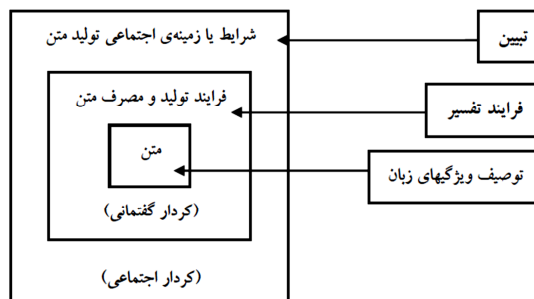 شرایط یا زمینه‌ی اجتماعی تولید متن
تبیین
فرایند تولید و مصرف متن
فرایند تفسیر
متن
توصیف ویژگیهای زبان
(کردار گفتمانی)
(کردار اجتماعی)